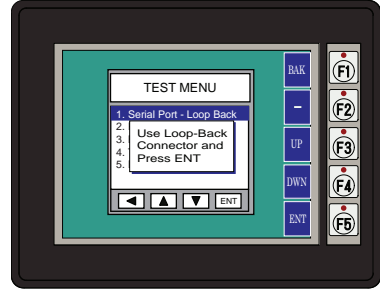 TEST MENU
1. Serial Port - Loop Back
2.
3.
4.
5.
Use Loop-Back
Connector and
Press ENT
ENT
BAK
–
UP
DWN
ENT
F1
F2
F3
F4
F5